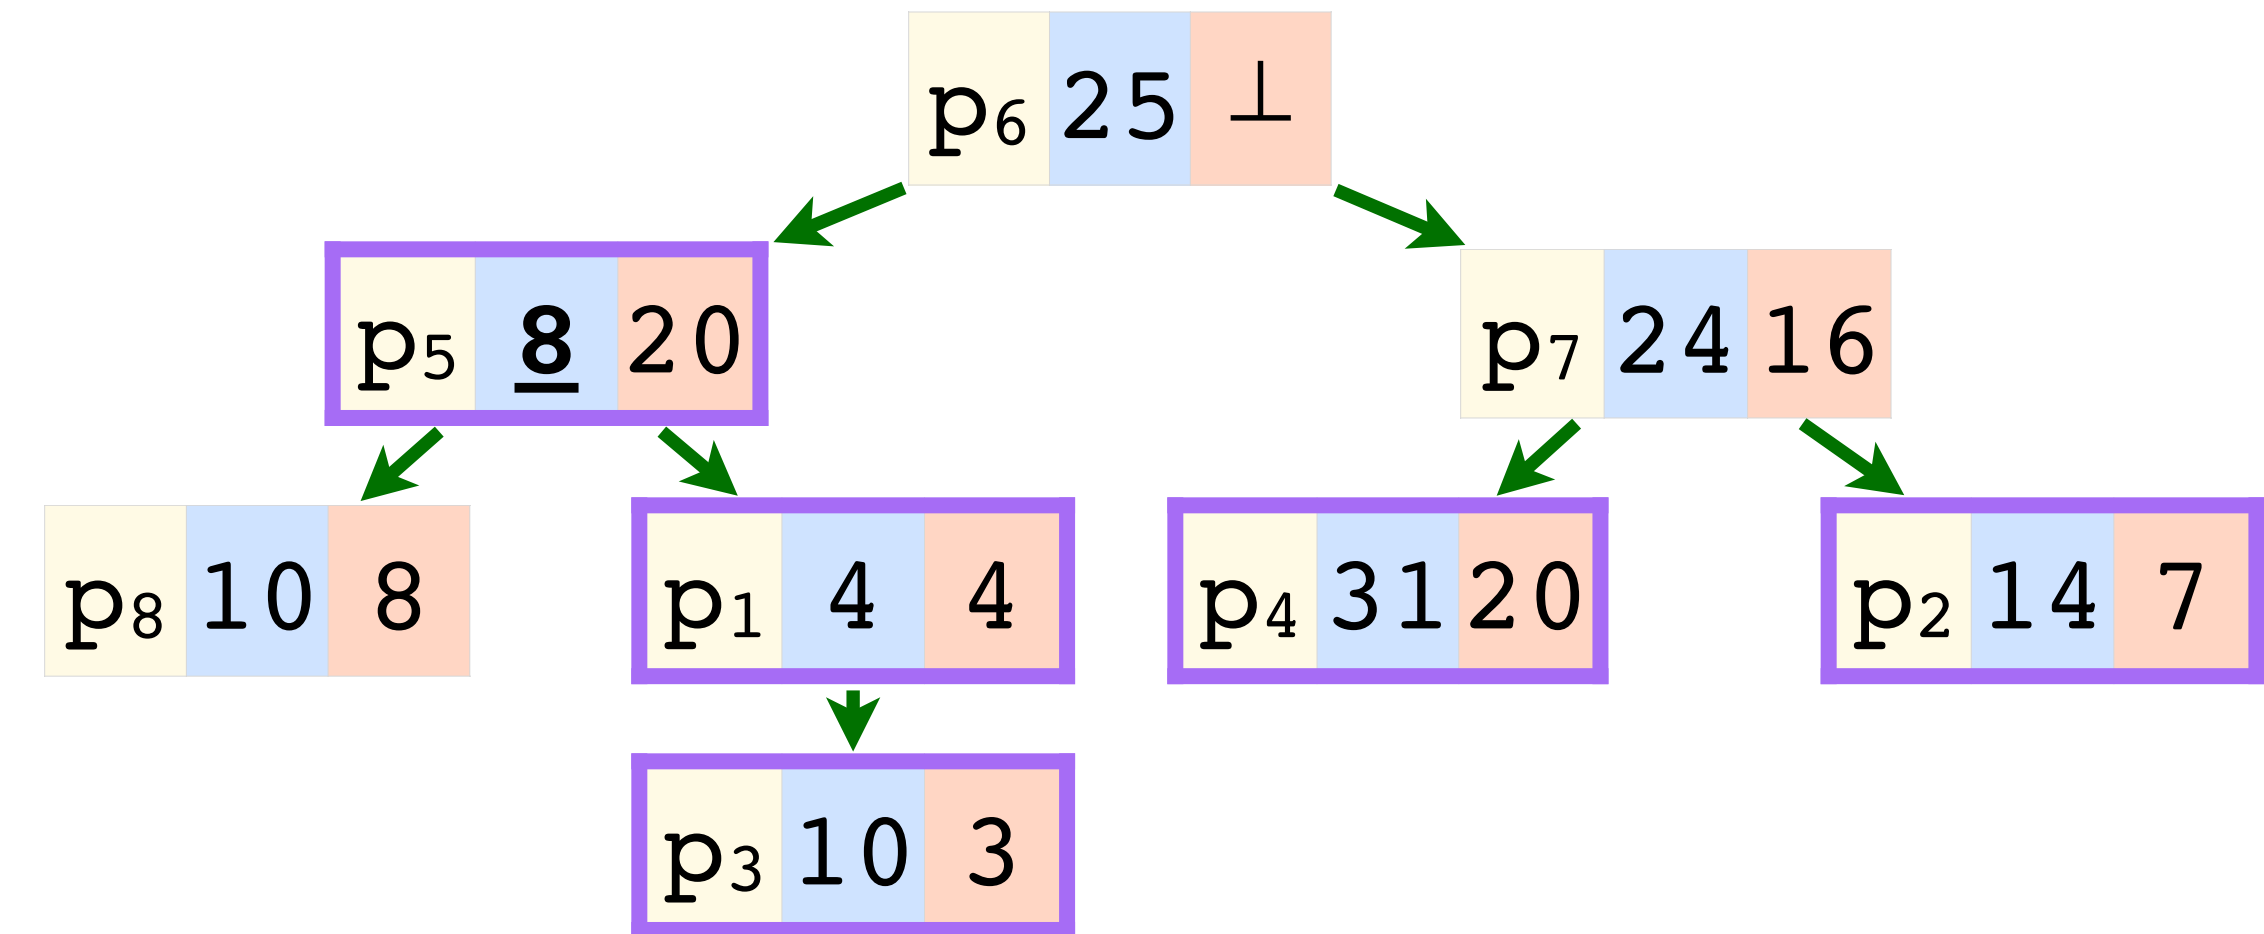 p₆ 25 ⊥
p₅ 8 20
p₇ 24 16
p₈ 10 8
p₁ 4 4
p₄ 31 20
p₂ 14 7
p₃ 10 3